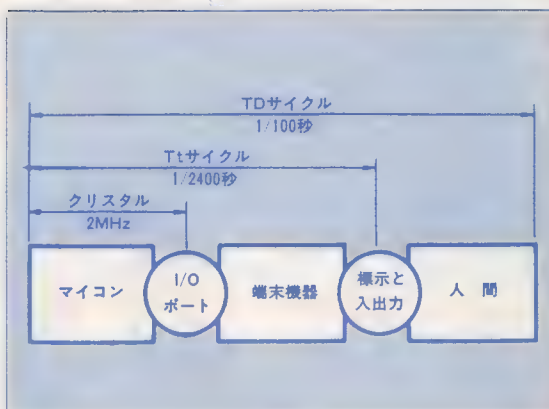 TDサイクル
1/100秒
Ttサイクル
1/2400秒
クリスタル
2MHz
マイコン
I/O
ポート
端末機器
標示と
入出力
人間